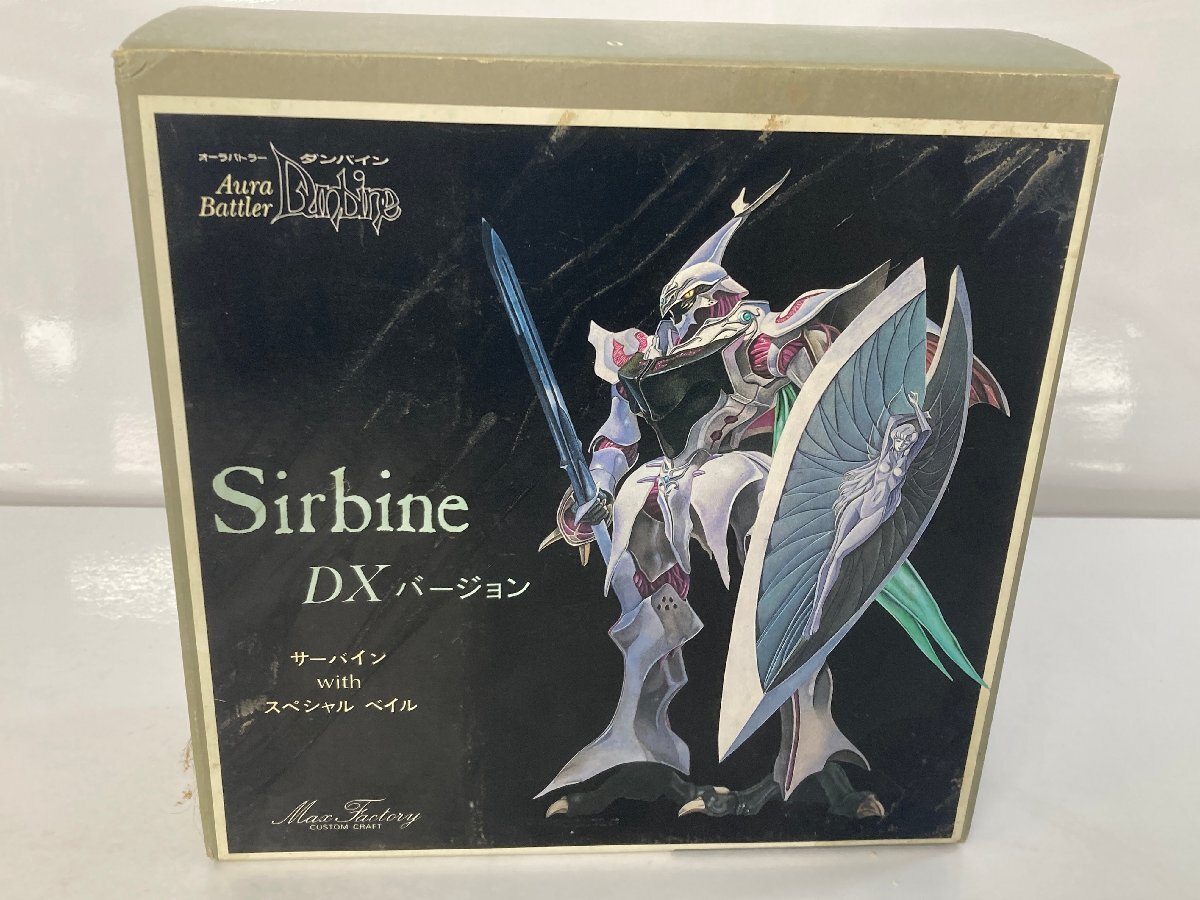 オーラバトラー ダンバイン
Aura Battler Dunbine
Sirbine
DX バージョン
サーバイン
with
スペシャル ベイル
Max Factory
CUSTOM CRAFT